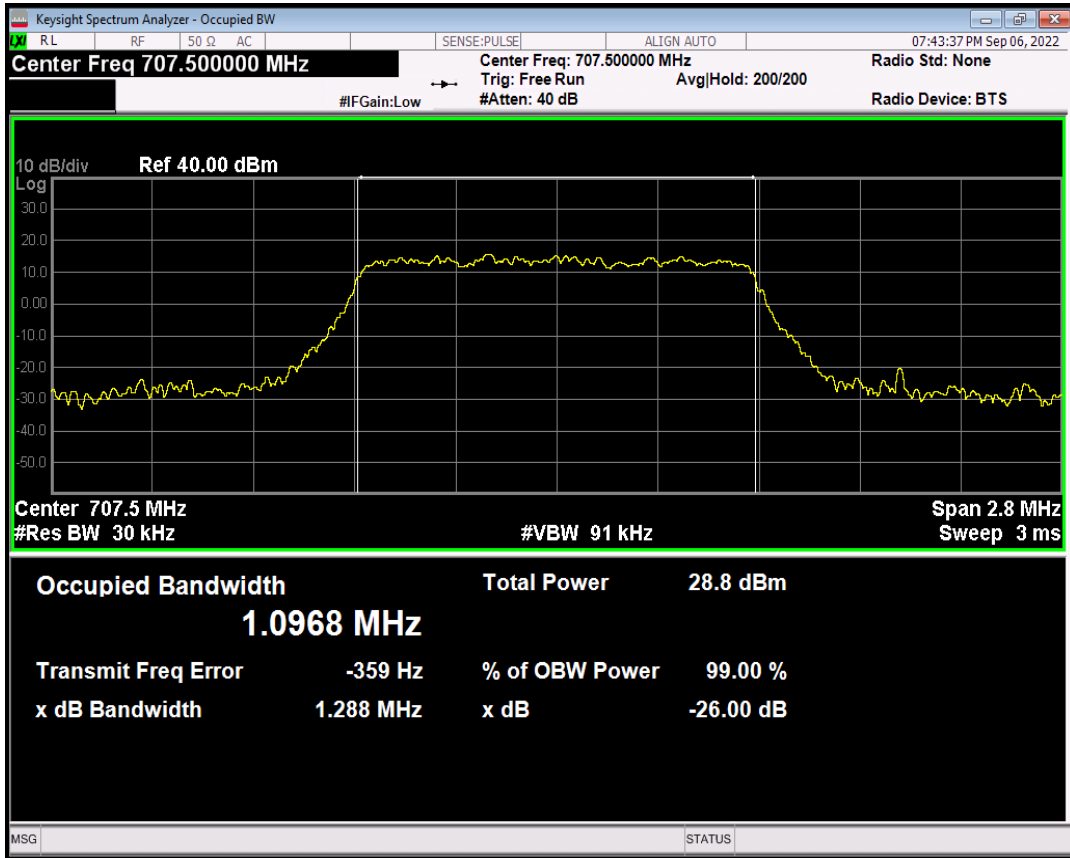 Keysight Spectrum Analyzer - Occupied BW
LXI RL RF 50 Ω AC SENSE:PULSE ALIGN AUTO 07:43:37 PM Sep 06, 2022
Center Freq 707.500000 MHz Center Freq: 707.500000 MHz Radio Std: None
Trig: Free Run Avg|Hold: 200/200
#IFGain:Low #Atten: 40 dB Radio Device: BTS
10 dB/div Ref 40.00 dBm
Log
30.0
20.0
10.0
0.00
-10.0
-20.0
-30.0
-40.0
-50.0
Center 707.5 MHz Span 2.8 MHz
#Res BW 30 kHz #VBW 91 kHz Sweep 3 ms
Occupied Bandwidth Total Power 28.8 dBm
1.0968 MHz
Transmit Freq Error -359 Hz % of OBW Power 99.00 %
x dB Bandwidth 1.288 MHz x dB -26.00 dB
MSG STATUS